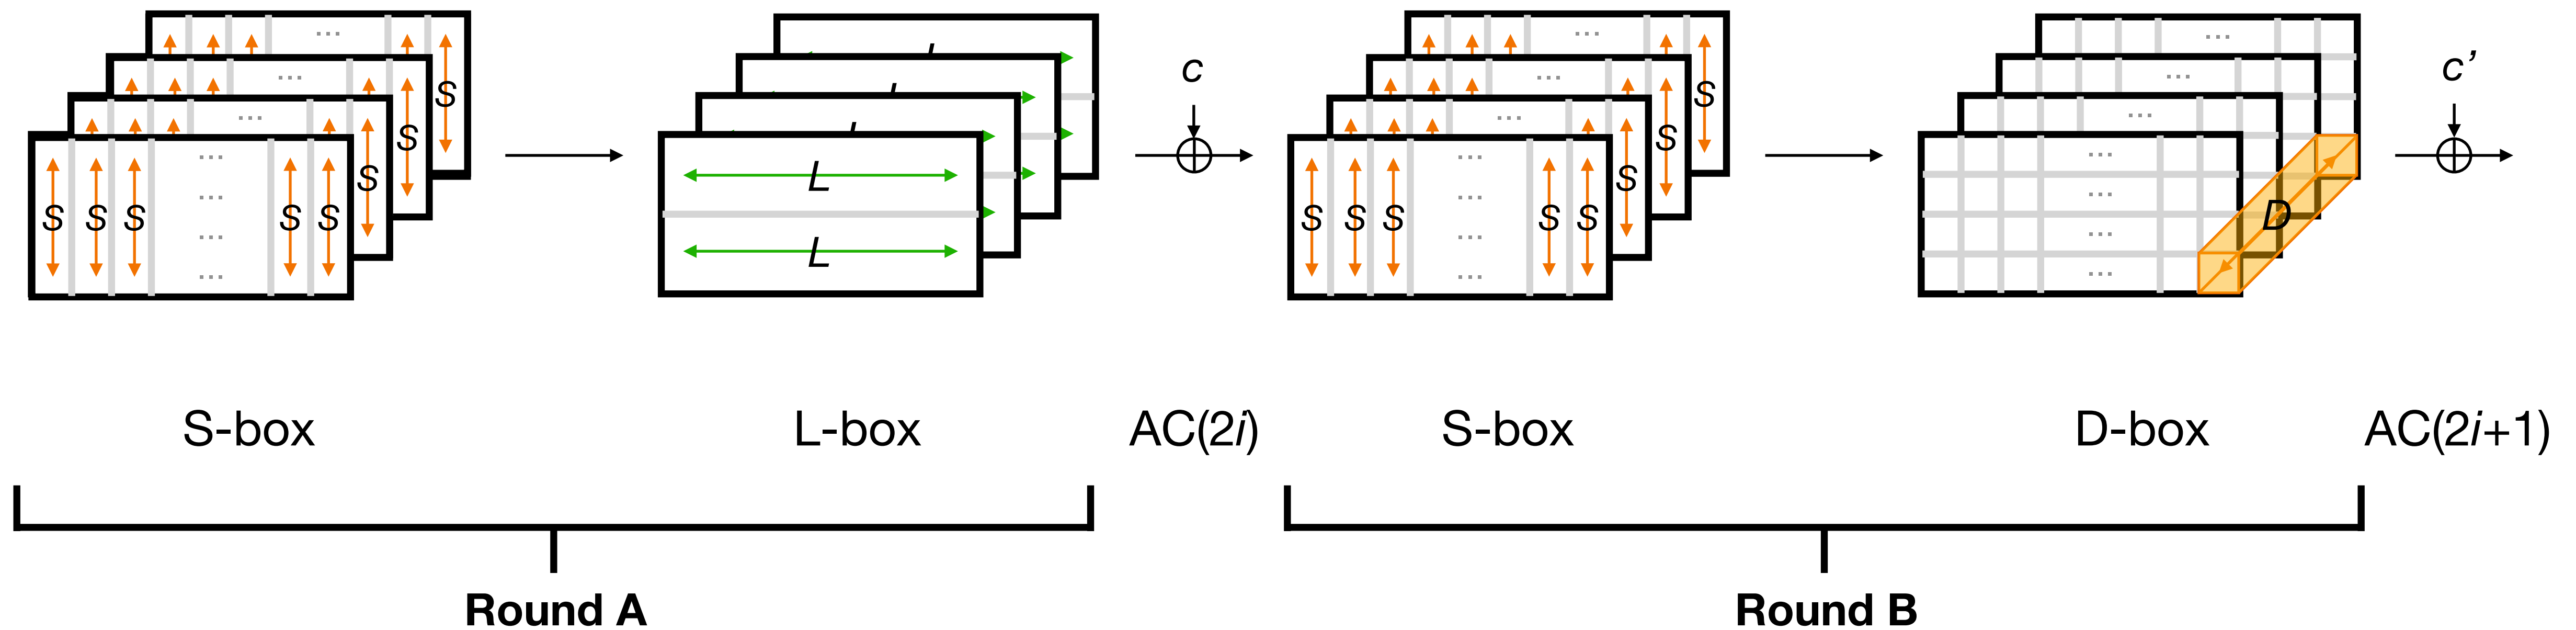 S S S S S S S S
L L L L L
c
S S S S S S S S
D
c’
S-box
L-box
AC(2i)
S-box
D-box
AC(2i+1)
Round A
Round B